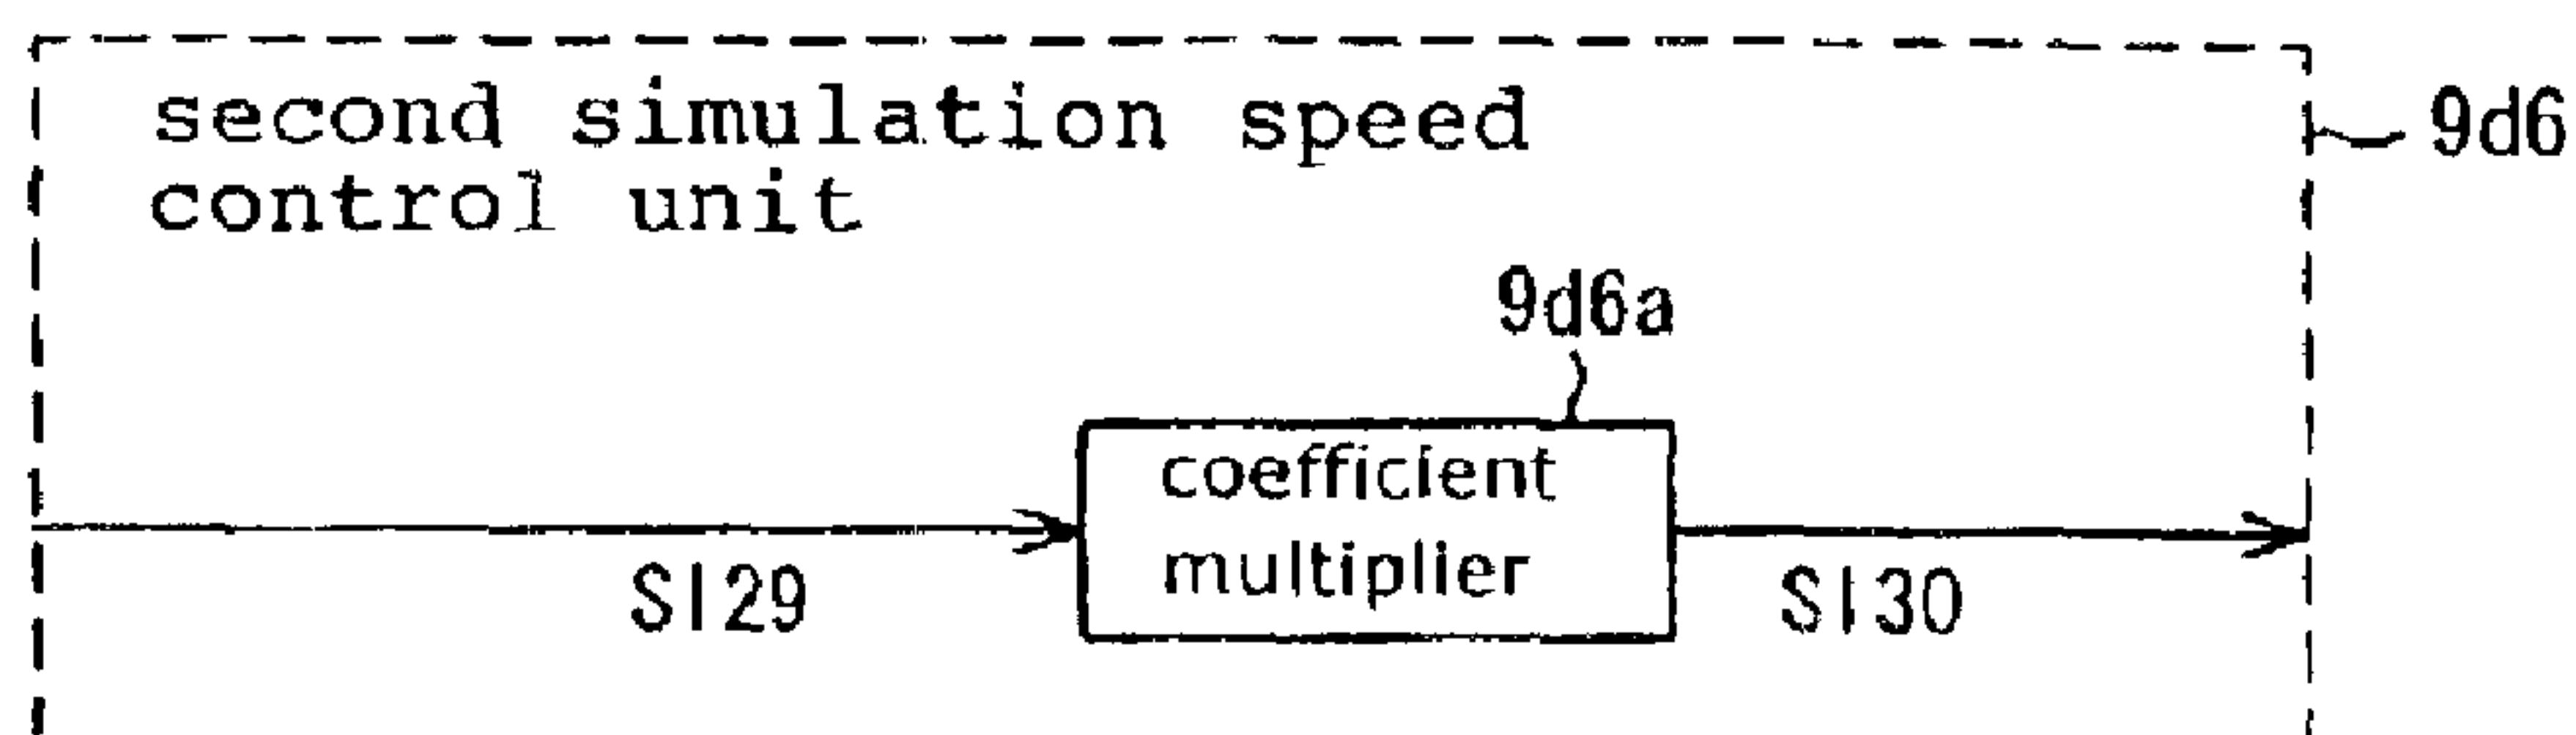 second simulation speed
control unit
9d6
9d6a
coefficient
multiplier
S129
S130